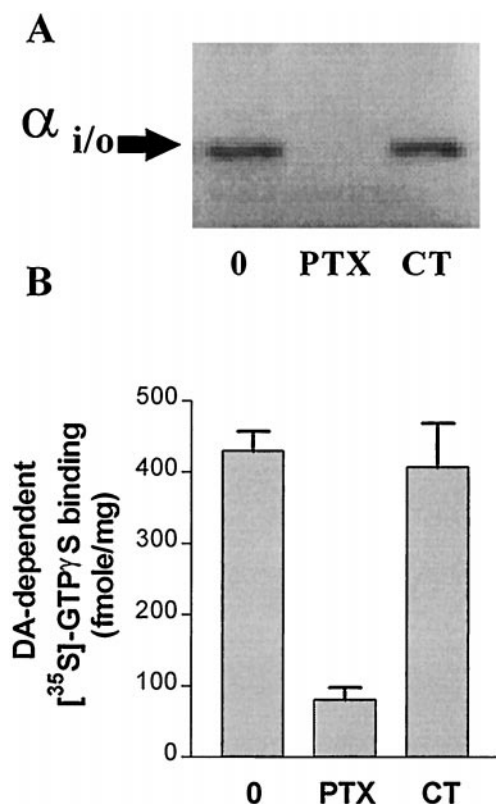 A
α i/o
0 PTX CT
B
DA-dependent
[³⁵S]-GTPγS binding
(fmole/mg)
500
400
300
200
100
0
0 PTX CT